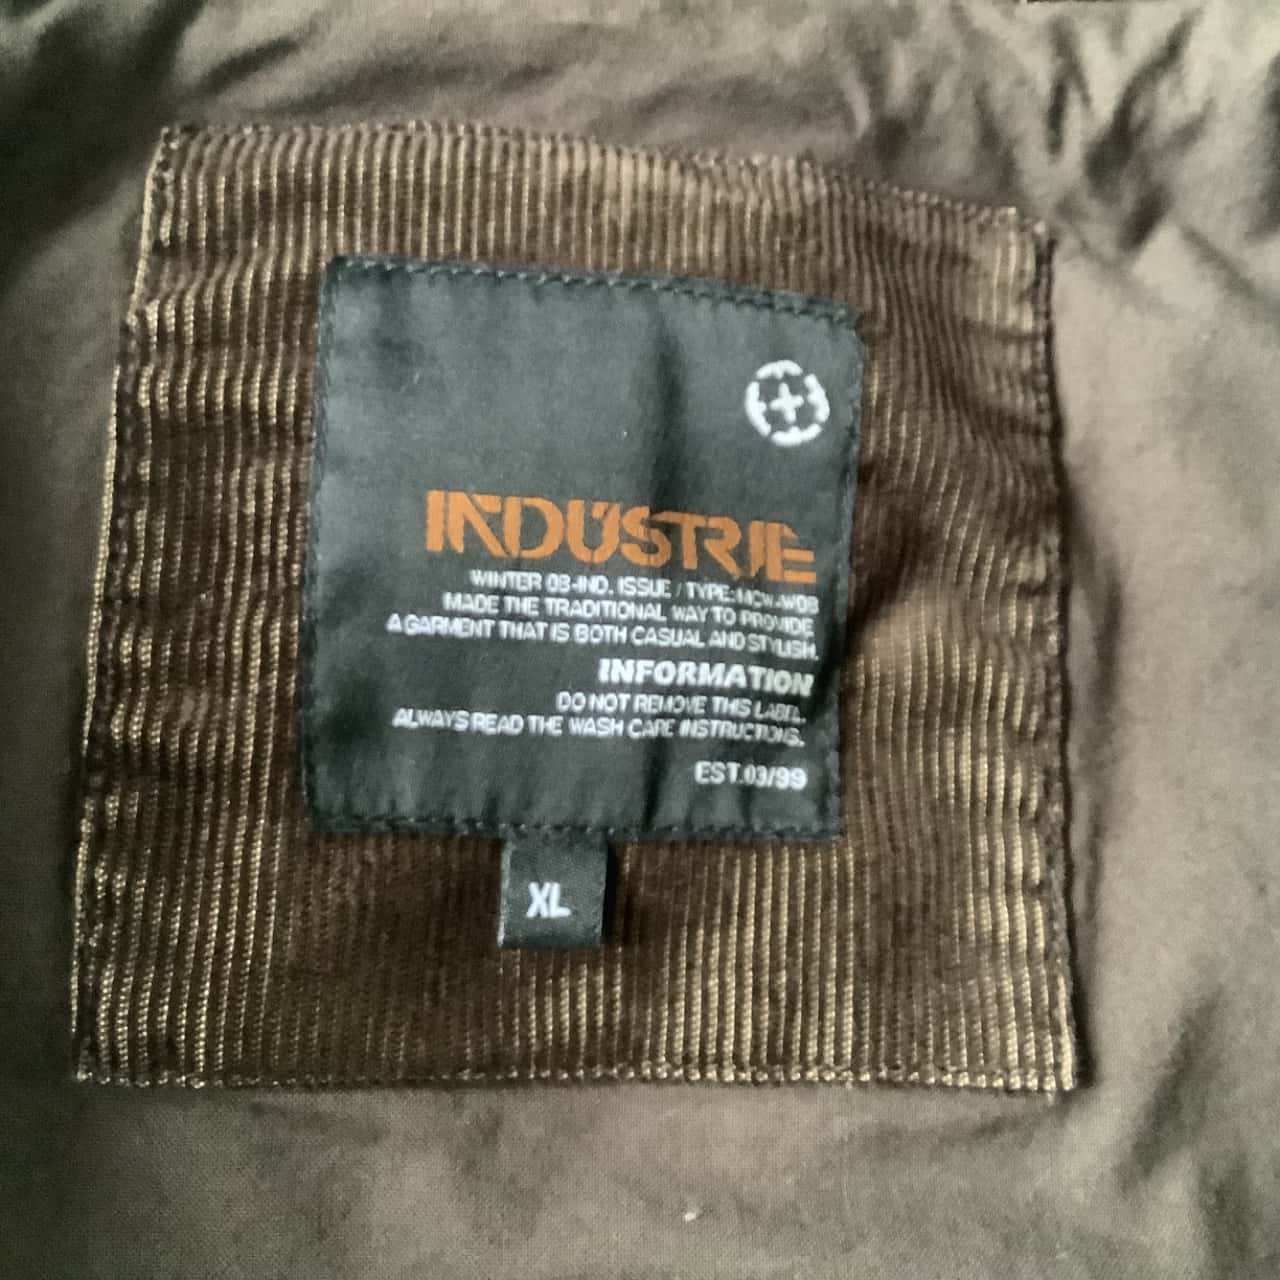 INDUSTRIE
WINTER 08-IND. ISSUE / TYPE:
MADE THE TRADITIONAL WAY TO PROVIDE
A GARMENT THAT IS BOTH CASUAL AND STYLISH.
INFORMATION
DO NOT REMOVE THIS LABEL.
ALWAYS READ THE WASH CARE INSTRUCTIONS.
EST.03/99
XL